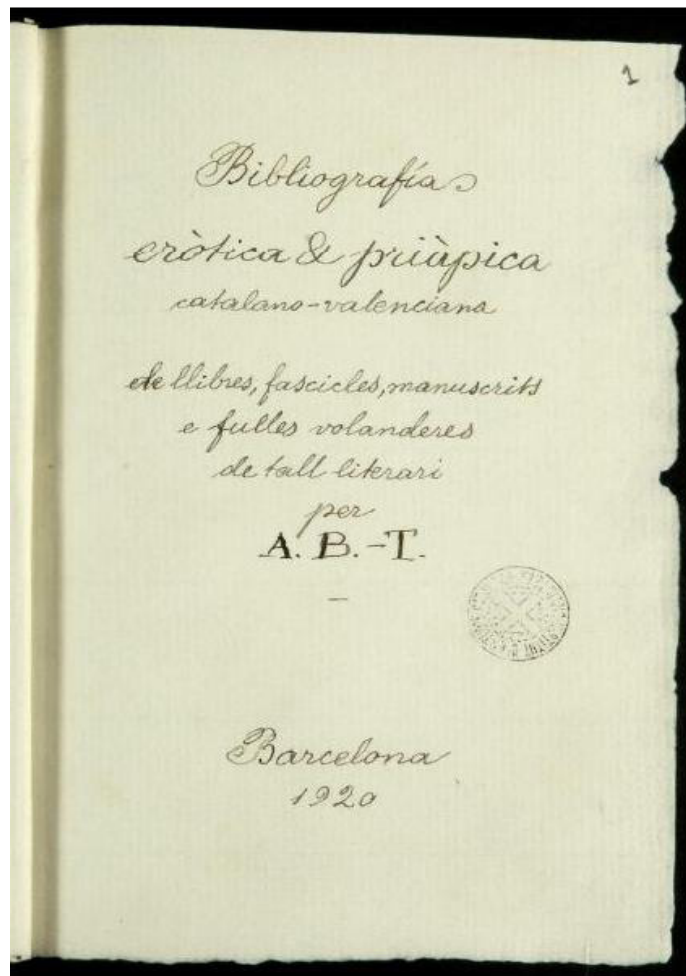 1
Bibliografía
eròtica & priàpica
catalano-valenciana
de llibres, fascicles, manuscrits
e fulles volanderes
de tall literari
per
A. B.-T.
Barcelona
1920